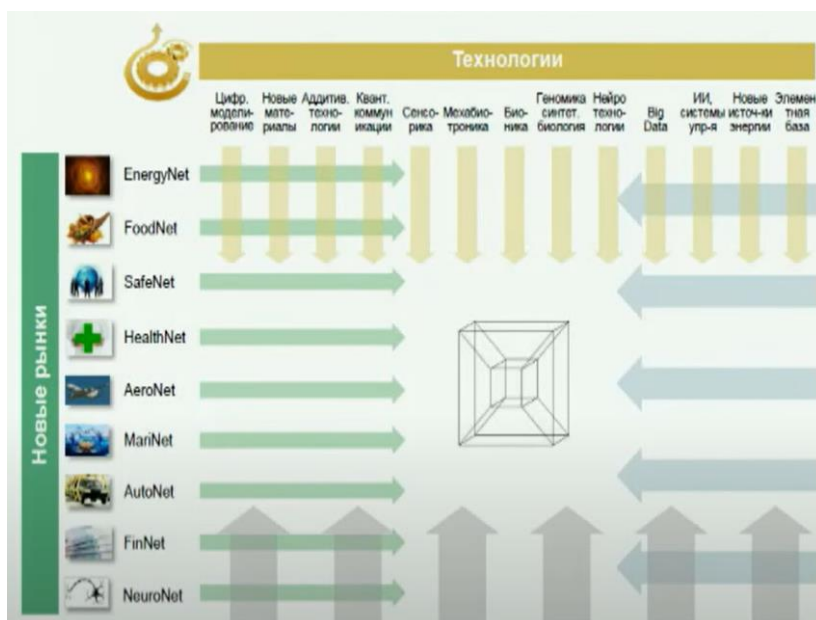 Технологии
Цифр.
модели-
рование
Новые
мате-
риалы
Аддитив.
техно-
логии
Квант.
коммун
икации
Сенсо-
рика
Мехабио-
троника
Био-
ника
Геномика
синтет.
биология
Нейро
техно-
логии
Big
Data
ИИ,
системы
упр-я
Новые
источ-ки
энергии
Элемен
тная
база
Новые рынки
EnergyNet
FoodNet
SafeNet
HealthNet
AeroNet
MariNet
AutoNet
FinNet
NeuroNet